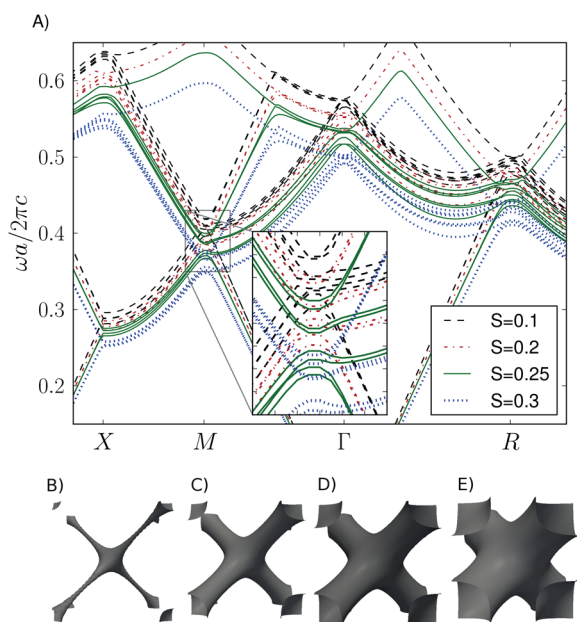 A)
ωa/2πc
0.6
0.5
0.4
0.3
0.2
X M Γ R
S=0.1
S=0.2
S=0.25
S=0.3
B) C) D) E)